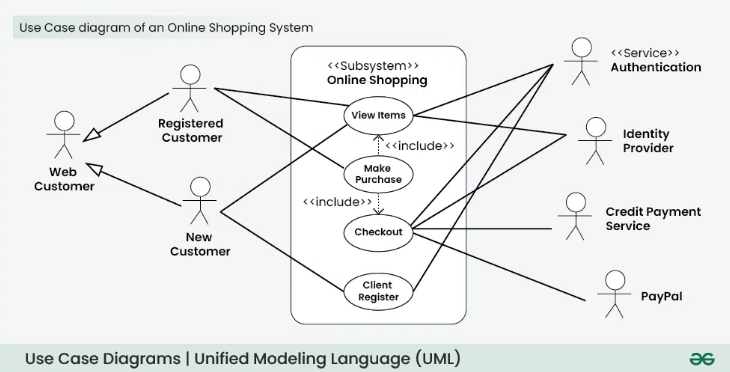 Use Case diagram of an Online Shopping System
<<Subsystem>>
Online Shopping
<<Service>>
Authentication
Registered
Customer
View Items
Web
Customer
<<include>>
Identity
Provider
Make
Purchase
<<include>>
New
Customer
Checkout
Credit Payment
Service
Client
Register
PayPal
Use Case Diagrams | Unified Modeling Language (UML)